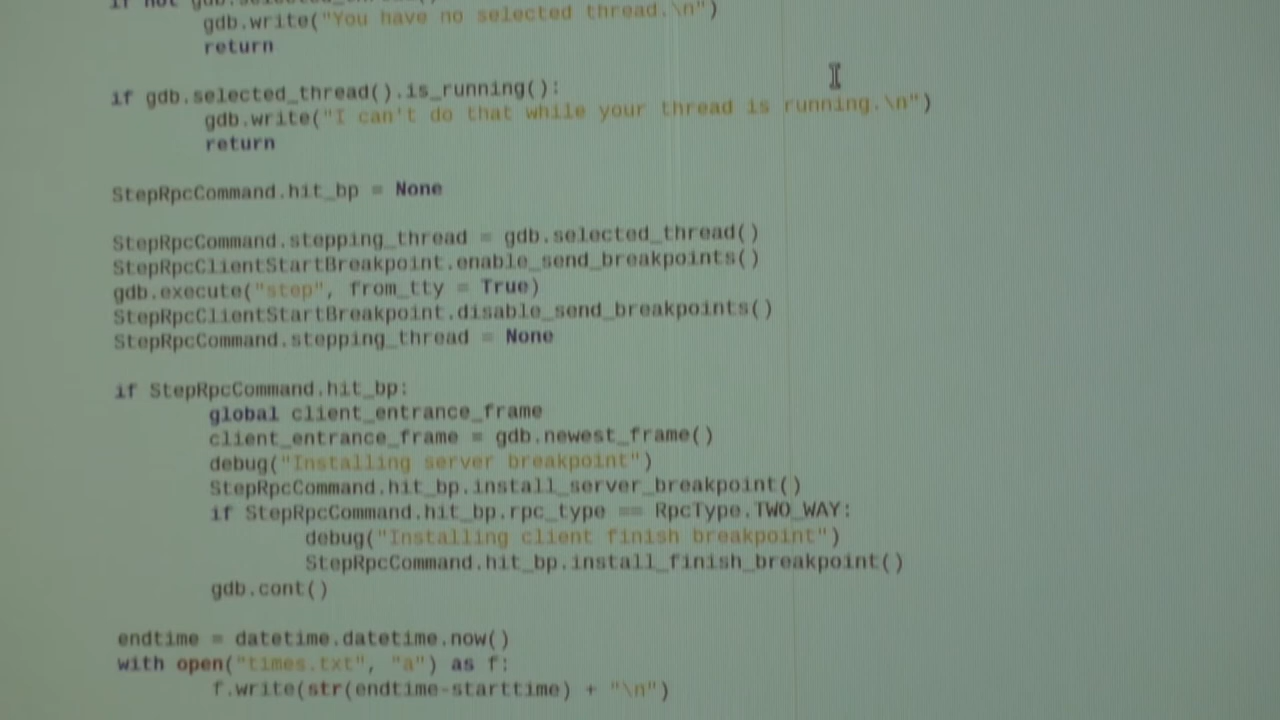 if not gdb.selected_thread():
gdb.write("You have no selected thread.\n")
return
if gdb.selected_thread().is_running():
gdb.write("I can't do that while your thread is running.\n")
return
StepRpcCommand.hit_bp = None
StepRpcCommand.stepping_thread = gdb.selected_thread()
StepRpcClientStartBreakpoint.enable_send_breakpoints()
gdb.execute("step", from_tty = True)
StepRpcClientStartBreakpoint.disable_send_breakpoints()
StepRpcCommand.stepping_thread = None
if StepRpcCommand.hit_bp:
global client_entrance_frame
client_entrance_frame = gdb.newest_frame()
debug("Installing server breakpoint")
StepRpcCommand.hit_bp.install_server_breakpoint()
if StepRpcCommand.hit_bp.rpc_type == RpcType.TWO_WAY:
debug("Installing client finish breakpoint")
StepRpcCommand.hit_bp.install_finish_breakpoint()
gdb.cont()
endtime = datetime.datetime.now()
with open("times.txt", "a") as f:
f.write(str(endtime-starttime) + "\n")